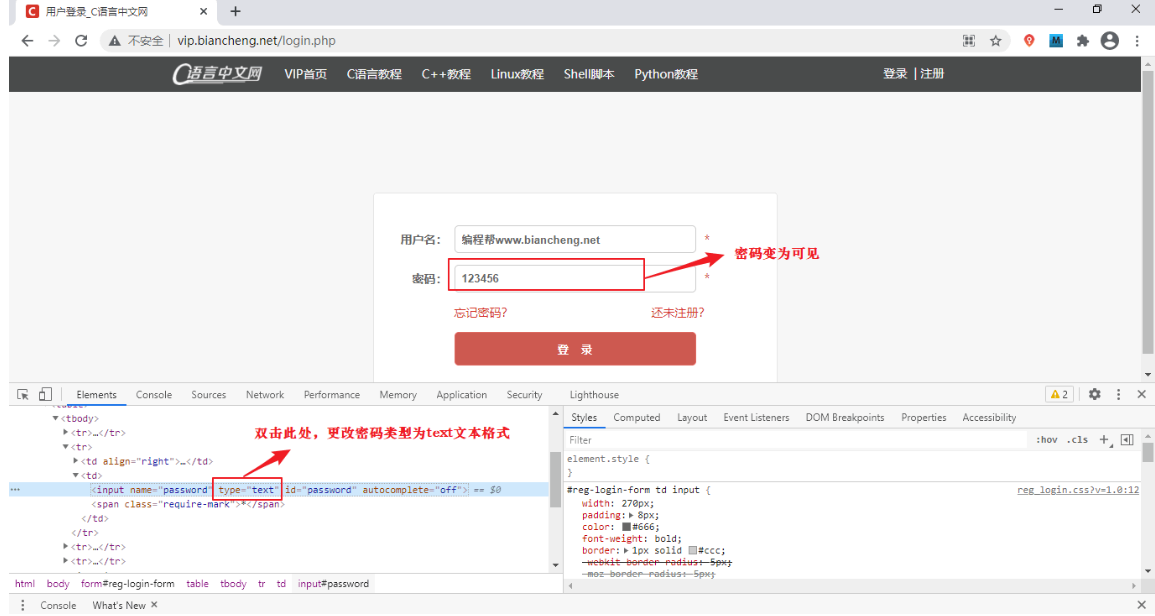 用户登录_C语言中文网
不安全 | vip.biancheng.net/login.php
C语言中文网 VIP首页 C语言教程 C++教程 Linux教程 Shell脚本 Python教程 登录 | 注册
用户名： 编程帮www.biancheng.net *
密码变为可见
密码： 123456 *
忘记密码? 还未注册?
登 录
Elements Console Sources Network Performance Memory Application Security Lighthouse 2
▼<tbody>
▶<tr>…</tr>
▼<tr>
▶<td align="right">…</td>
▼<td>
<input name="password" type="text" id="password" autocomplete="off"> == $0
<span class="require-mark">*</span>
</td>
</tr>
▶<tr>…</tr>
▶<tr>…</tr>
双击此处，更改密码类型为text文本格式
html body form#reg-login-form table tbody tr td input#password
Styles Computed Layout Event Listeners DOM Breakpoints Properties Accessibility
Filter :hov .cls +
element.style {
}
#reg-login-form td input { reg_login.css?v=1.0:12
width: 270px;
padding:▶ 8px;
color: #666;
font-weight: bold;
border:▶ 1px solid #ccc;
-webkit-border-radius: 5px;
-moz-border-radius: 5px;
Console What's New ×